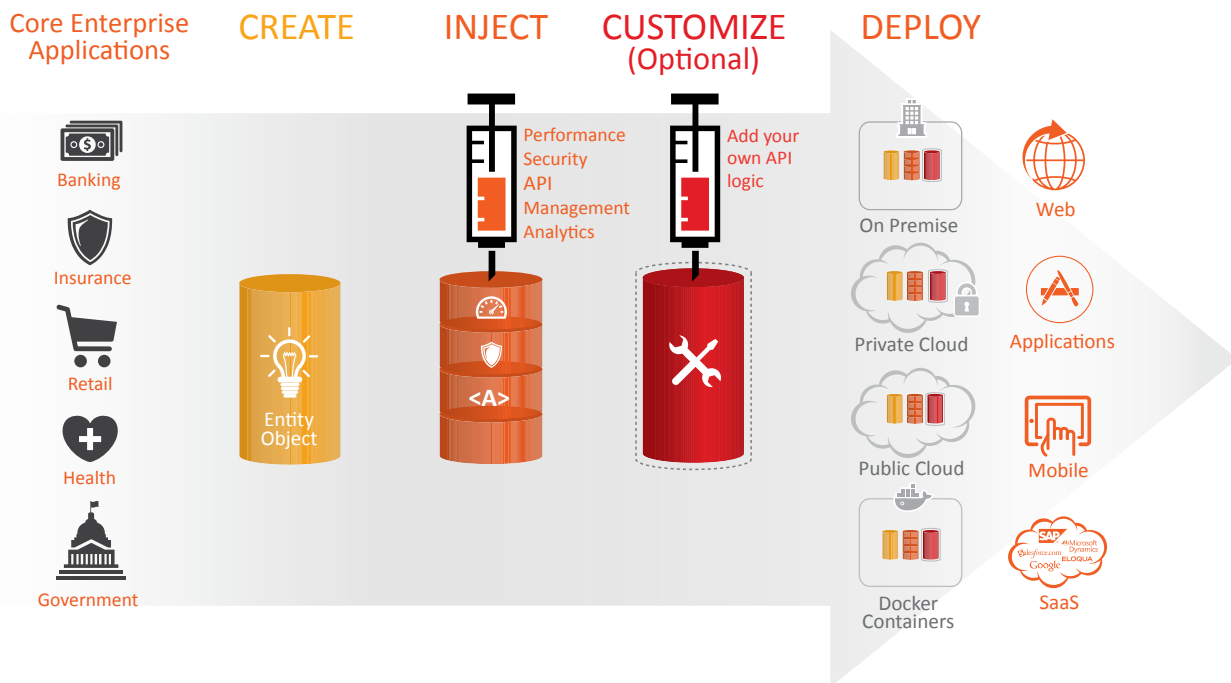 Core Enterprise
Applications
CREATE
INJECT
CUSTOMIZE
(Optional)
DEPLOY
Banking
Insurance
Retail
Health
Government
Entity
Object
Performance
Security
API
Management
Analytics
<A>
Add your
own API
logic
On Premise
Private Cloud
Public Cloud
Docker
Containers
Web
Applications
Mobile
SAP
Microsoft
Dynamics
salesforce.com
ELOQUA
Google
SaaS